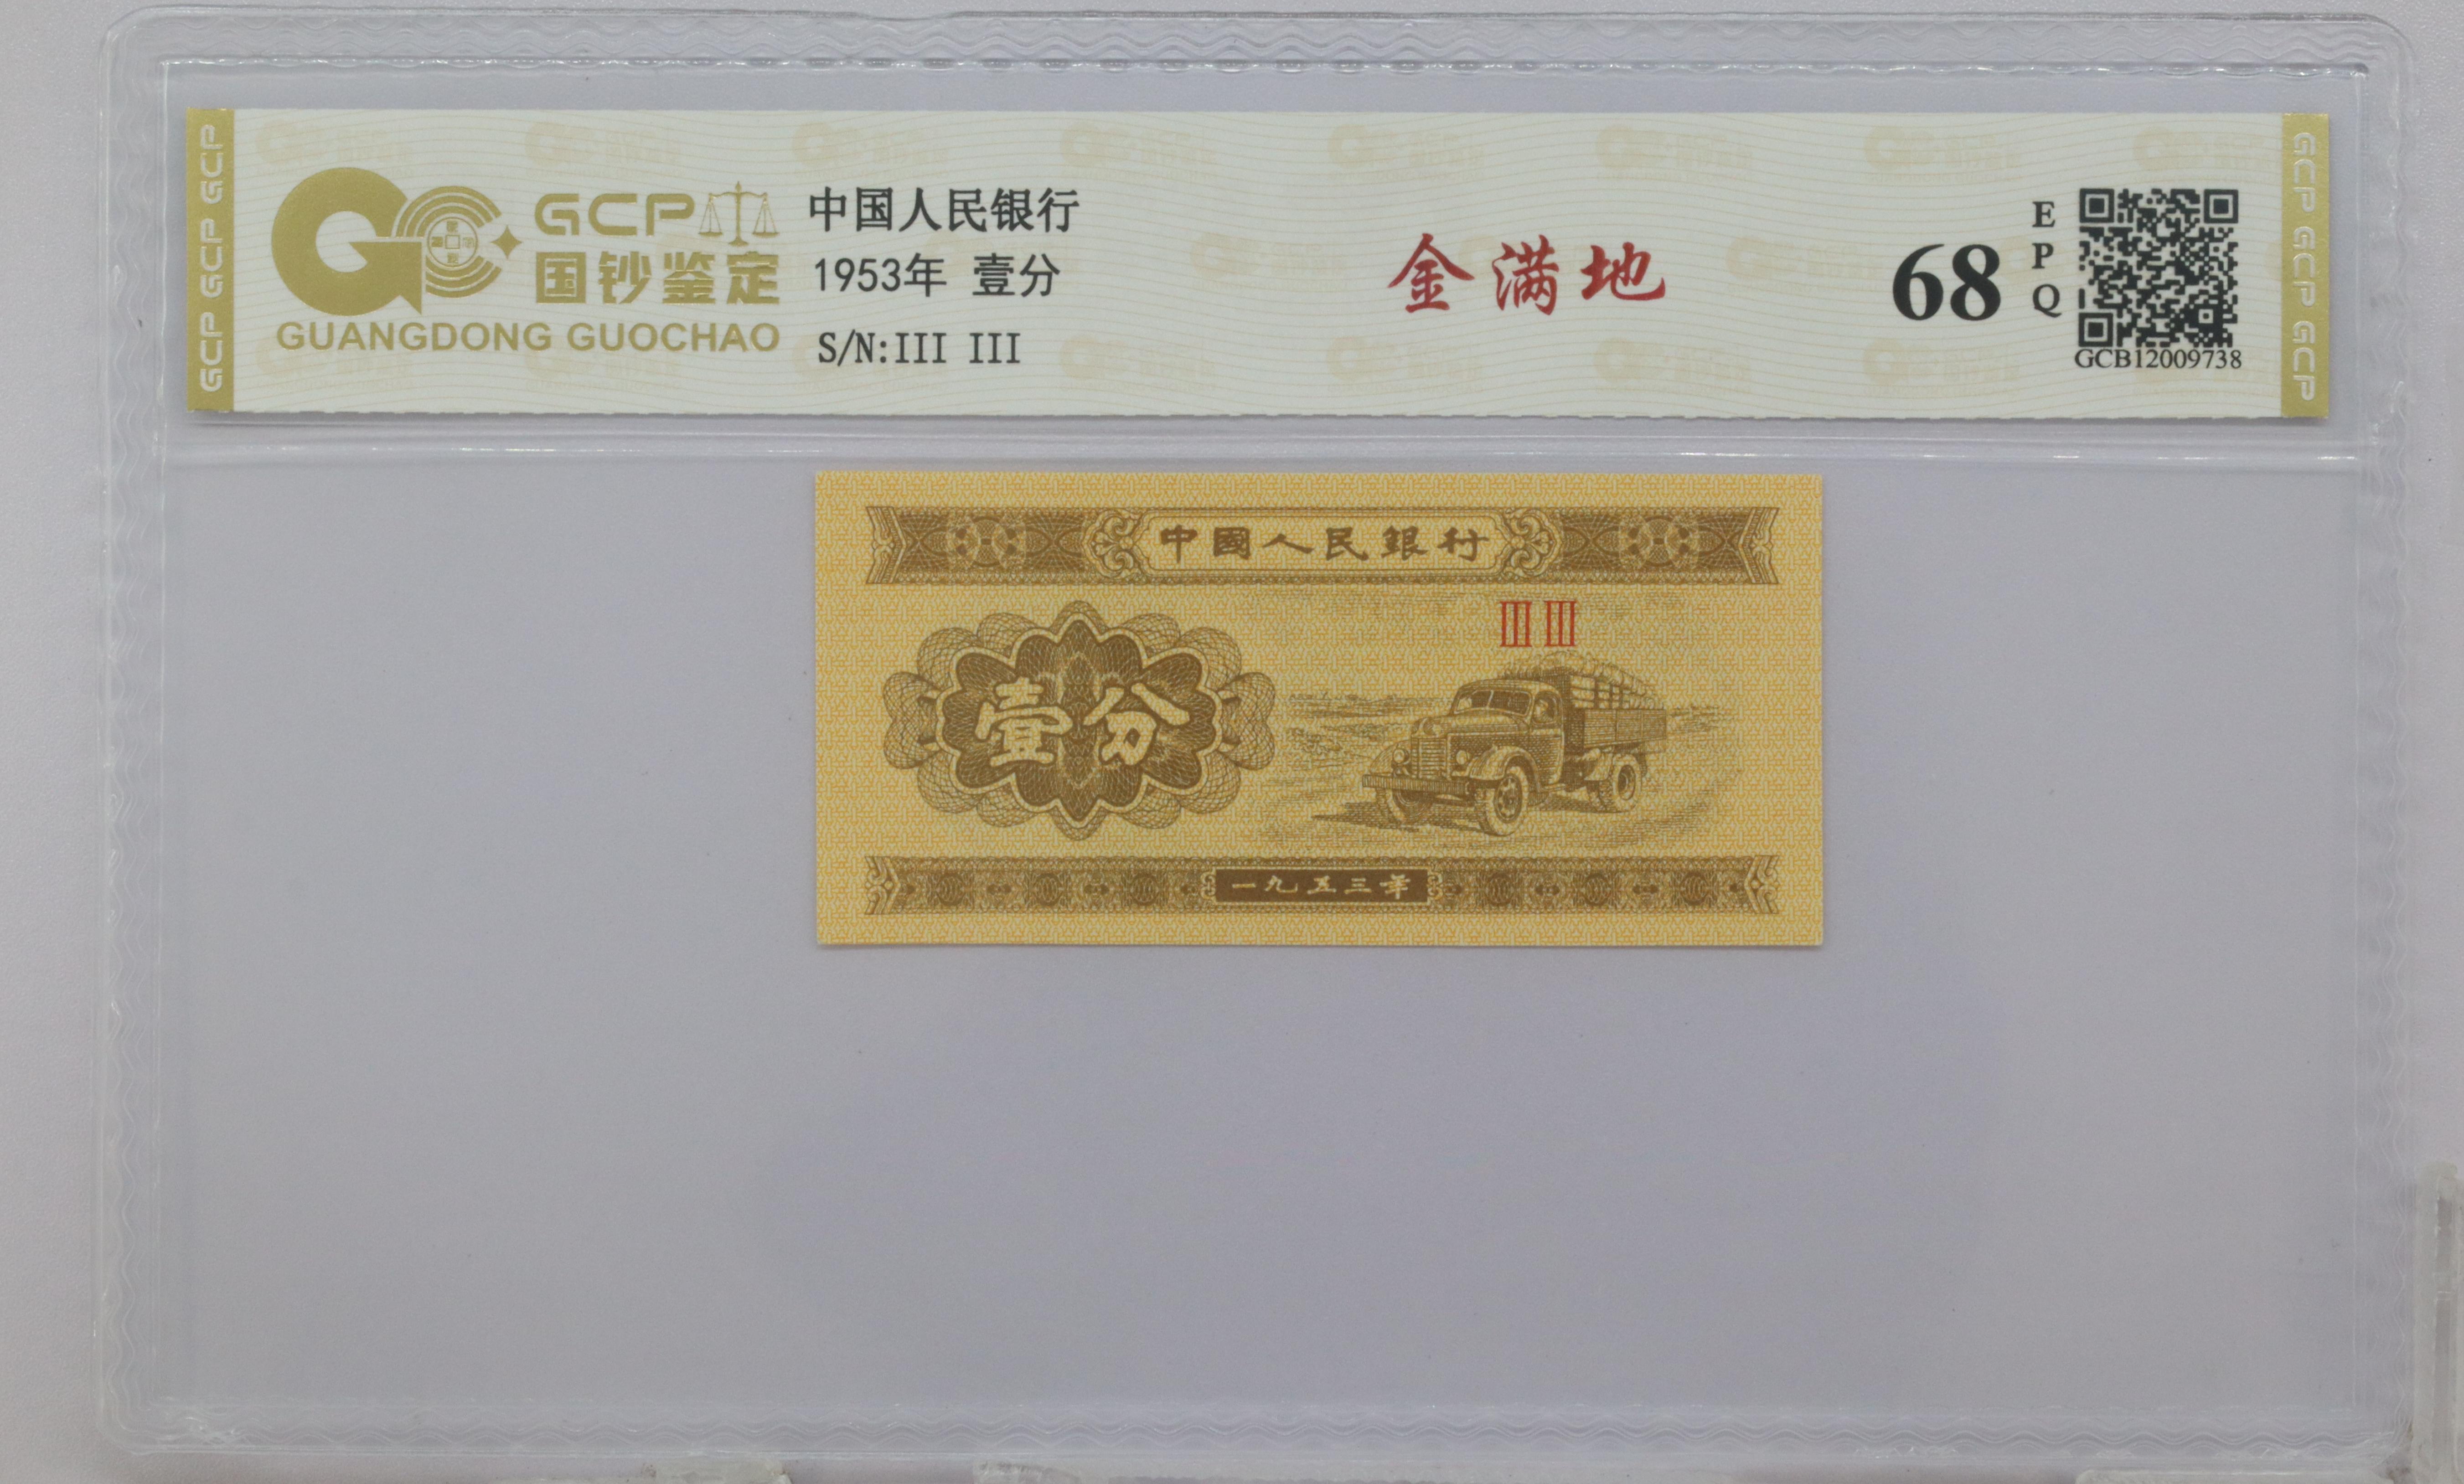 GCP GCP GCP
GCP
国钞鉴定
GUANGDONG GUOCHAO
中国人民银行
1953年 壹分
S/N:III III
金满地
68
EPQ
GCB12009738
GCP GCP GCP
中國人民銀行
III III
壹分
一九五三年